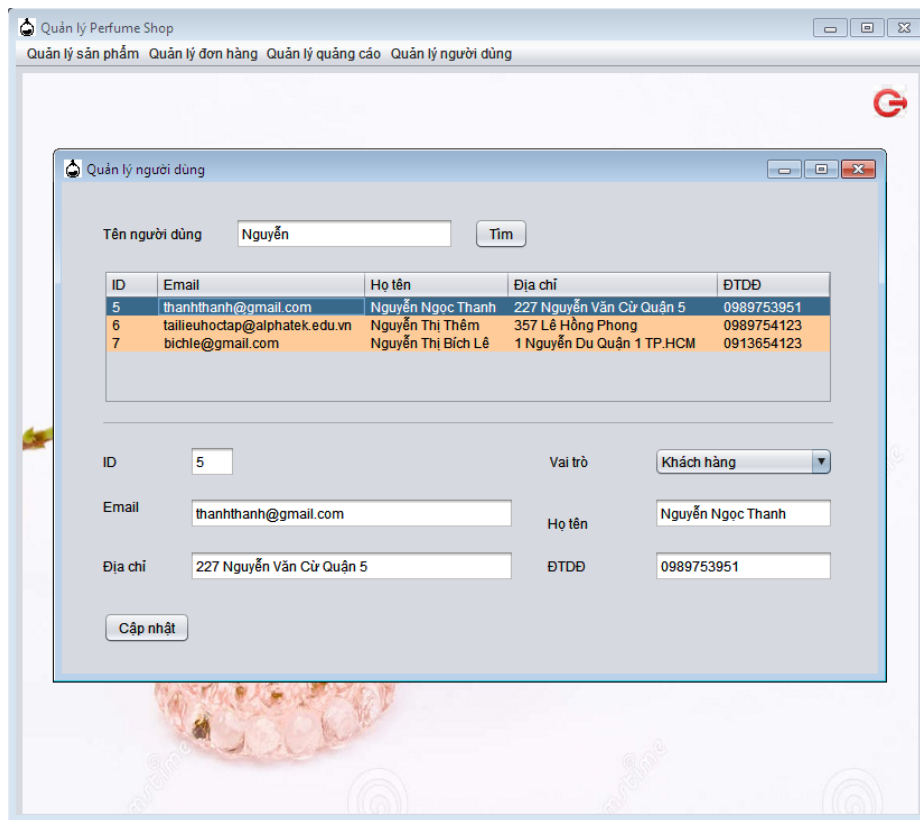 Quản lý Perfume Shop
Quản lý sản phẩm Quản lý đơn hàng Quản lý quảng cáo Quản lý người dùng
Quản lý người dùng
Tên người dùng Nguyễn Tìm
ID Email Họ tên Địa chỉ ĐTDĐ
5 thanhthanh@gmail.com Nguyễn Ngọc Thanh 227 Nguyễn Văn Cừ Quận 5 0989753951
6 tailieuhoctap@alphatek.edu.vn Nguyễn Thị Thêm 357 Lê Hồng Phong 0989754123
7 bichle@gmail.com Nguyễn Thị Bích Lê 1 Nguyễn Du Quận 1 TP.HCM 0913654123
ID 5 Vai trò Khách hàng
Email thanhthanh@gmail.com Họ tên Nguyễn Ngọc Thanh
Địa chỉ 227 Nguyễn Văn Cừ Quận 5 ĐTDĐ 0989753951
Cập nhật